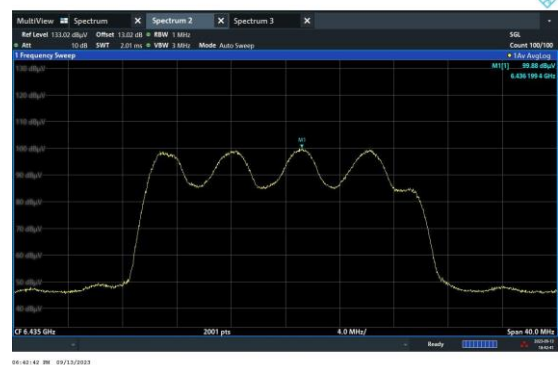 MultiView Spectrum X Spectrum 2 X Spectrum 3 X
Ref Level 133.02 dBµV Offset 13.02 dB RBW 1 MHz SGL
Att 10 dB SWT 2.01 ms VBW 3 MHz Mode Auto Sweep Count 100/100
1 Frequency Sweep 1Av AvgLog
130 dBµV M1[1] 99.88 dBµV
6.436 199 4 GHz
120 dBµV
110 dBµV
M1
100 dBµV
90 dBµV
80 dBµV
70 dBµV
60 dBµV
50 dBµV
40 dBµV
CF 6.435 GHz 2001 pts 4.0 MHz/ Span 40.0 MHz
Ready
06:42:42 PM 09/13/2023